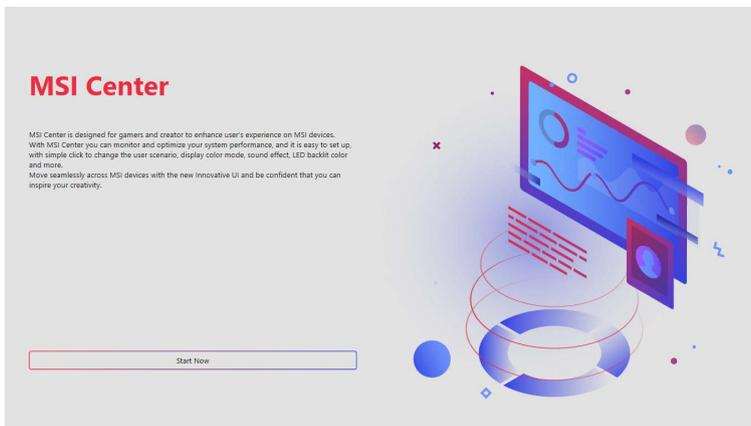 MSI Center
MSI Center is designed for gamers and creator to enhance user's experience on MSI devices.
With MSI Center you can monitor and optimize your system performance, and it is easy to set up,
with simple click to change the user scenario, display color mode, sound effect, LED backlit color
and more.
Move seamlessly across MSI devices with the new Innovative UI and be confident that you can
inspire your creativity.
Start Now